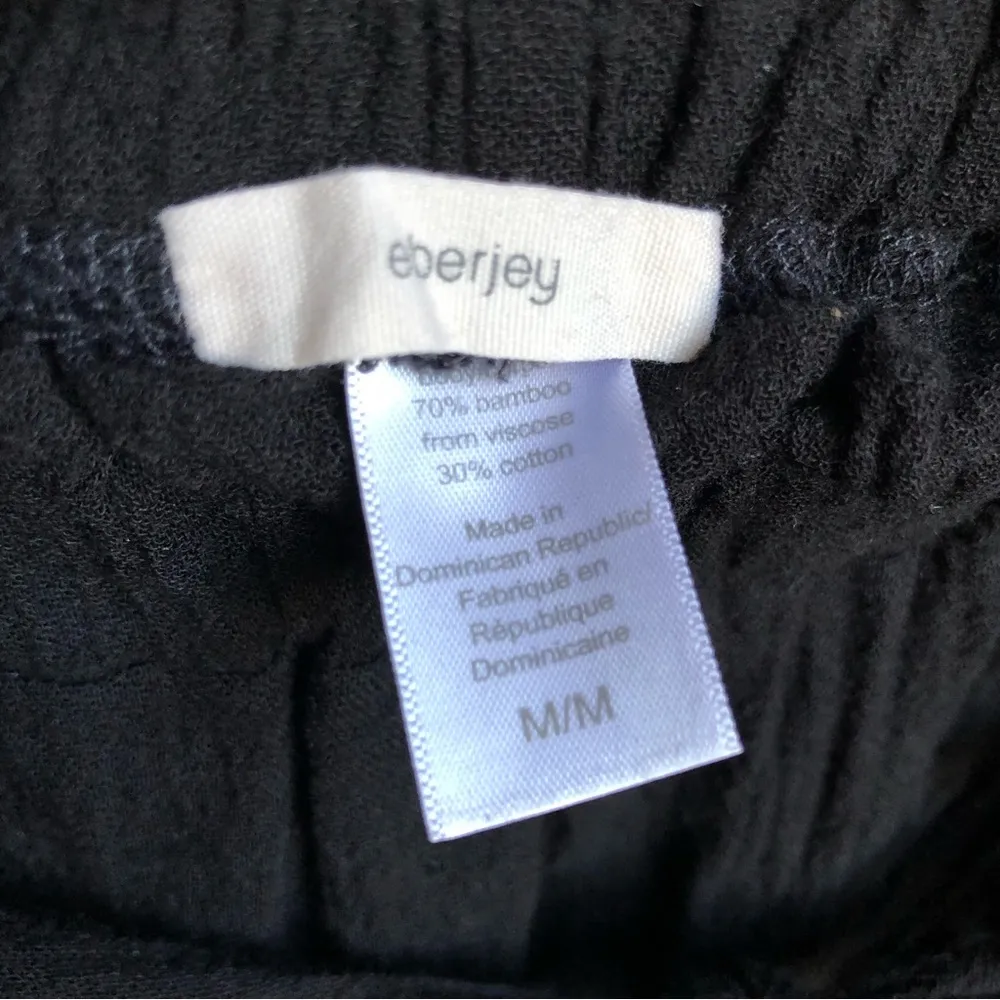 eberjey
70% bamboo
from viscose
30% cotton
Made in
Dominican Republic/
Fabriqué en
République
Dominicaine
M/M